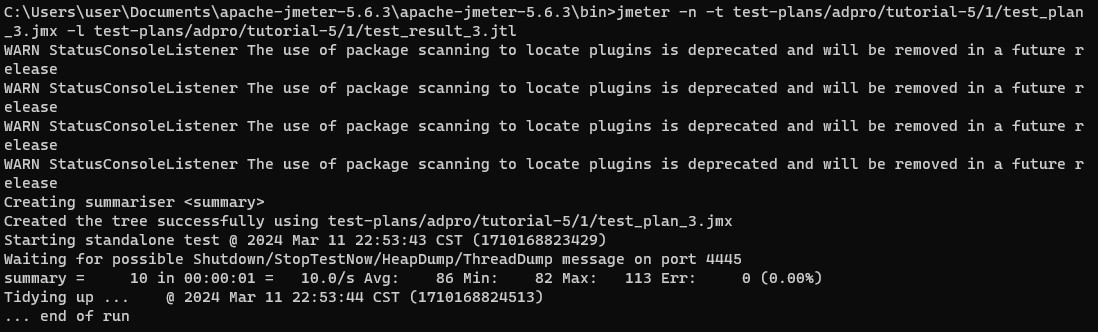 C:\Users\user\Documents\apache-jmeter-5.6.3\apache-jmeter-5.6.3\bin>jmeter -n -t test-plans/adpro/tutorial-5/1/test_plan
_3.jmx -l test-plans/adpro/tutorial-5/1/test_result_3.jtl
WARN StatusConsoleListener The use of package scanning to locate plugins is deprecated and will be removed in a future r
elease
WARN StatusConsoleListener The use of package scanning to locate plugins is deprecated and will be removed in a future r
elease
WARN StatusConsoleListener The use of package scanning to locate plugins is deprecated and will be removed in a future r
elease
WARN StatusConsoleListener The use of package scanning to locate plugins is deprecated and will be removed in a future r
elease
Creating summariser <summary>
Created the tree successfully using test-plans/adpro/tutorial-5/1/test_plan_3.jmx
Starting standalone test @ 2024 Mar 11 22:53:43 CST (1710168823429)
Waiting for possible Shutdown/StopTestNow/HeapDump/ThreadDump message on port 4445
summary =     10 in 00:00:01 =   10.0/s Avg:    86 Min:    82 Max:   113 Err:     0 (0.00%)
Tidying up ...    @ 2024 Mar 11 22:53:44 CST (1710168824513)
... end of run